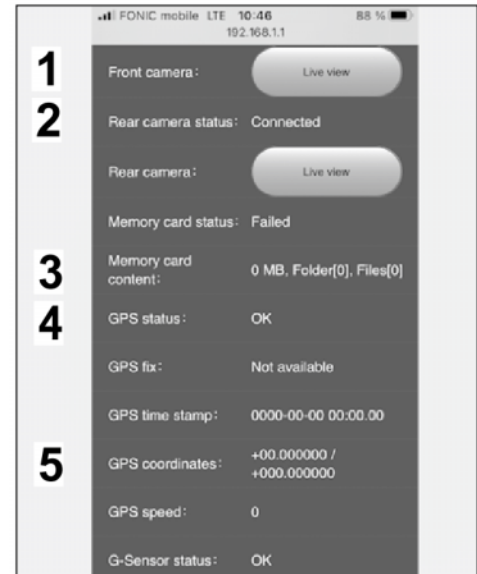 FONIC mobile LTE 10:46 88 %
192.168.1.1
1 Front camera: Live view
2 Rear camera status: Connected
Rear camera: Live view
Memory card status: Failed
3 Memory card
content: 0 MB, Folder[0], Files[0]
4 GPS status: OK
GPS fix: Not available
GPS time stamp: 0000-00-00 00:00.00
5 GPS coordinates: +00.000000 /
+000.000000
GPS speed: 0
G-Sensor status: OK